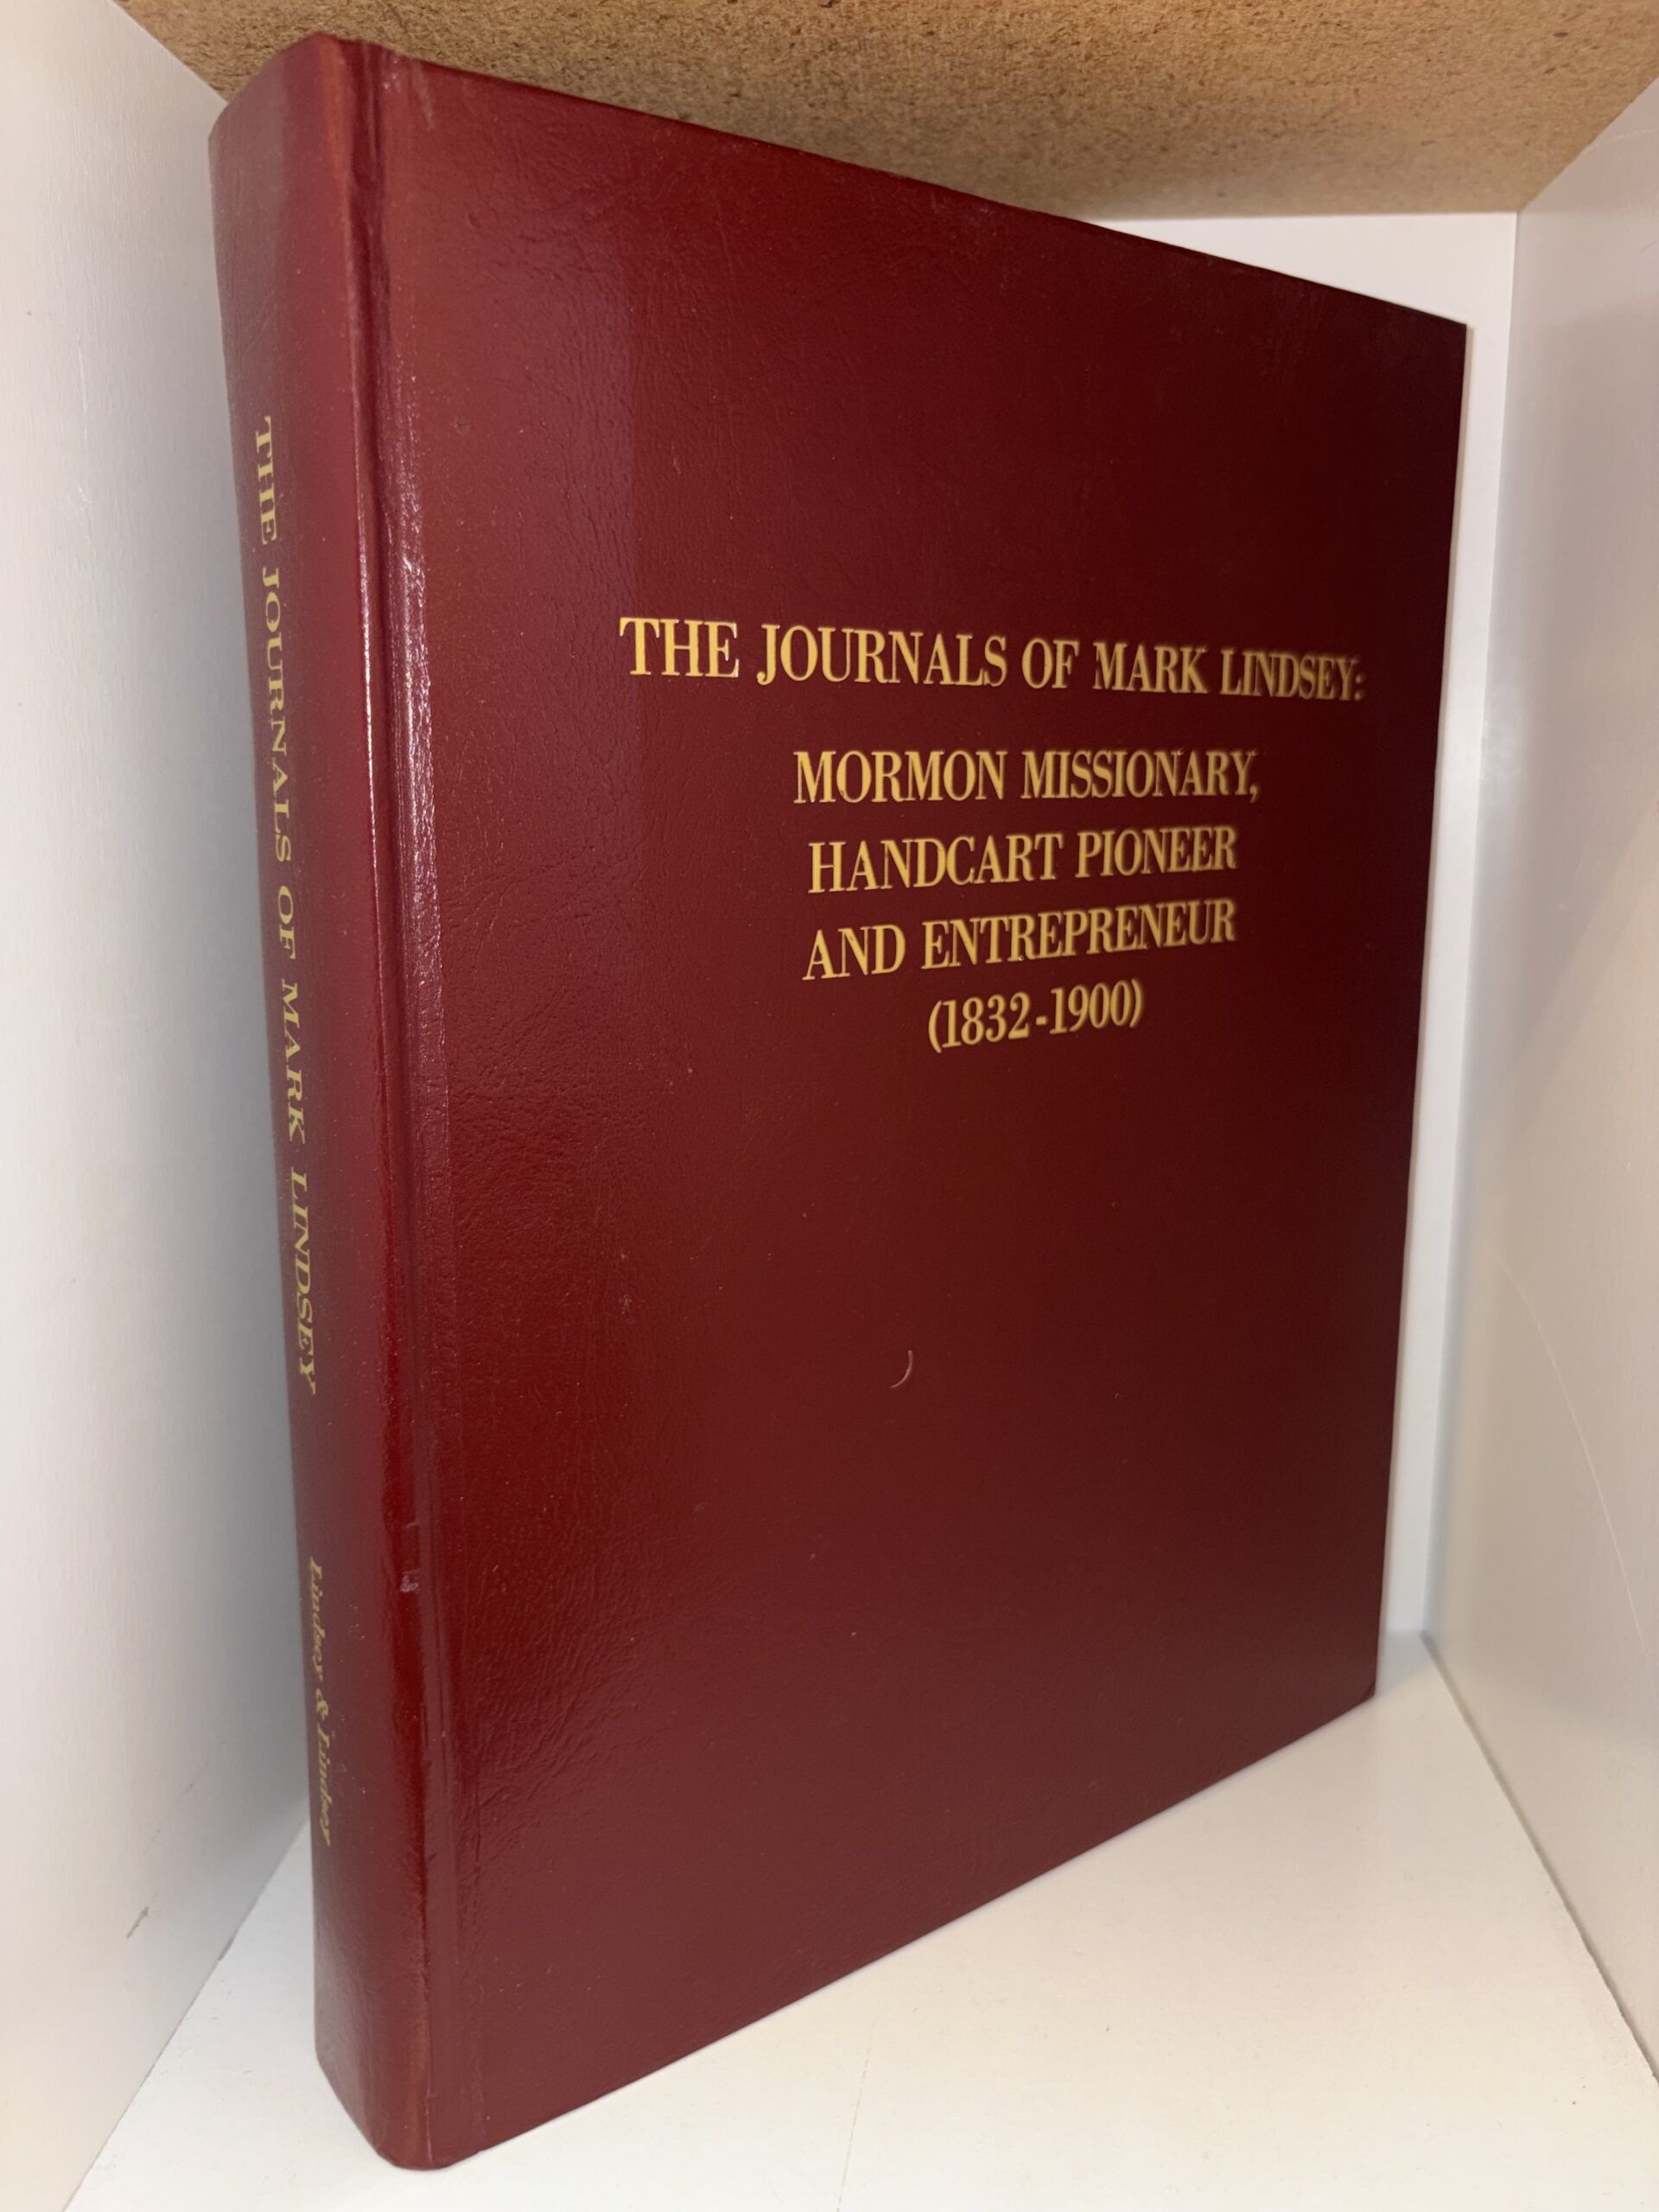 THE JOURNALS OF MARK LINDSEY:
MORMON MISSIONARY,
HANDCART PIONEER
AND ENTREPRENEUR
(1832-1900)
THE JOURNALS OF MARK LINDSEY
Lindsey & Lindsey